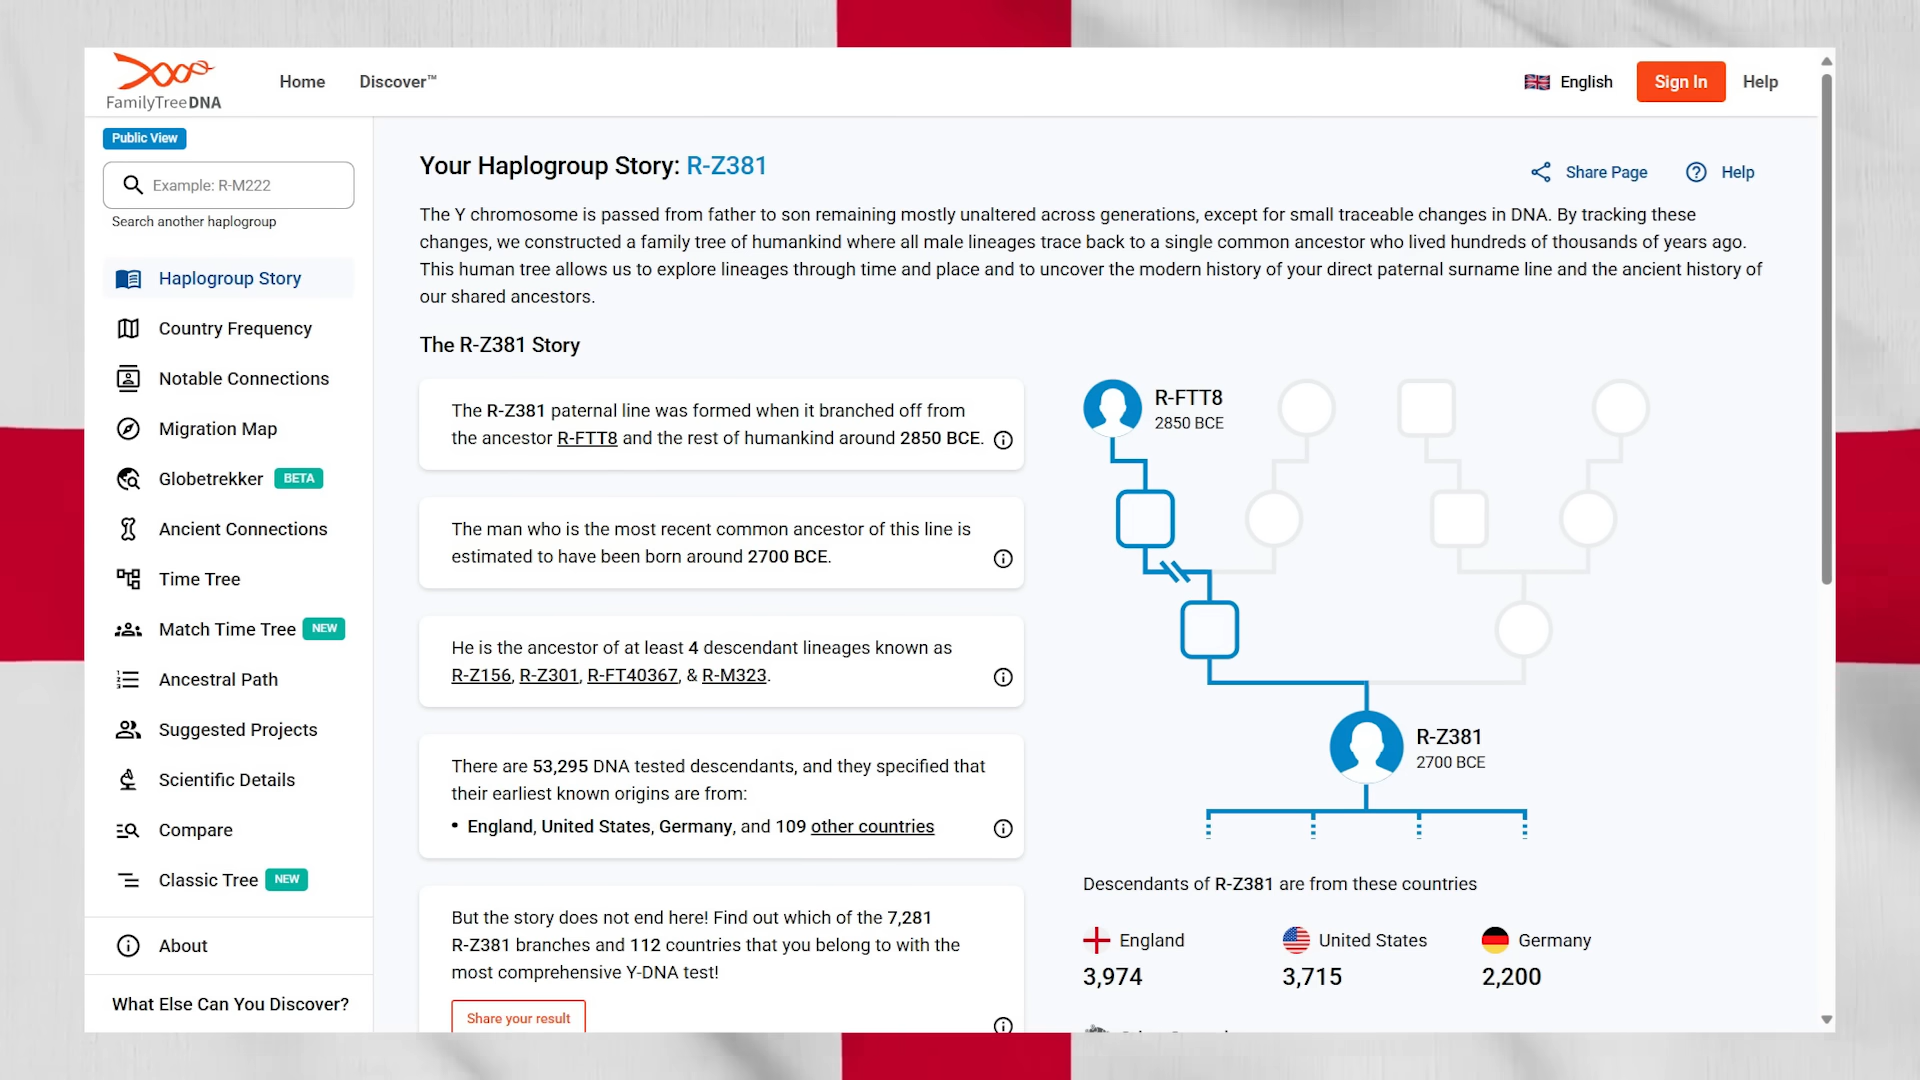 FamilyTreeDNA
Home
Discover™
English
Sign In
Help
Public View
Example: R-M222
Search another haplogroup
Haplogroup Story
Country Frequency
Notable Connections
Migration Map
Globetrekker BETA
Ancient Connections
Time Tree
Match Time Tree NEW
Ancestral Path
Suggested Projects
Scientific Details
Compare
Classic Tree NEW
About
What Else Can You Discover?
Your Haplogroup Story: R-Z381
Share Page
Help
The Y chromosome is passed from father to son remaining mostly unaltered across generations, except for small traceable changes in DNA. By tracking these
changes, we constructed a family tree of humankind where all male lineages trace back to a single common ancestor who lived hundreds of thousands of years ago.
This human tree allows us to explore lineages through time and place and to uncover the modern history of your direct paternal surname line and the ancient history of
our shared ancestors.
The R-Z381 Story
The R-Z381 paternal line was formed when it branched off from
the ancestor R-FTT8 and the rest of humankind around 2850 BCE.
The man who is the most recent common ancestor of this line is
estimated to have been born around 2700 BCE.
He is the ancestor of at least 4 descendant lineages known as
R-Z156, R-Z301, R-FT40367, & R-M323.
There are 53,295 DNA tested descendants, and they specified that
their earliest known origins are from:
• England, United States, Germany, and 109 other countries
But the story does not end here! Find out which of the 7,281
R-Z381 branches and 112 countries that you belong to with the
most comprehensive Y-DNA test!
Share your result
R-FTT8
2850 BCE
R-Z381
2700 BCE
Descendants of R-Z381 are from these countries
England
3,974
United States
3,715
Germany
2,200